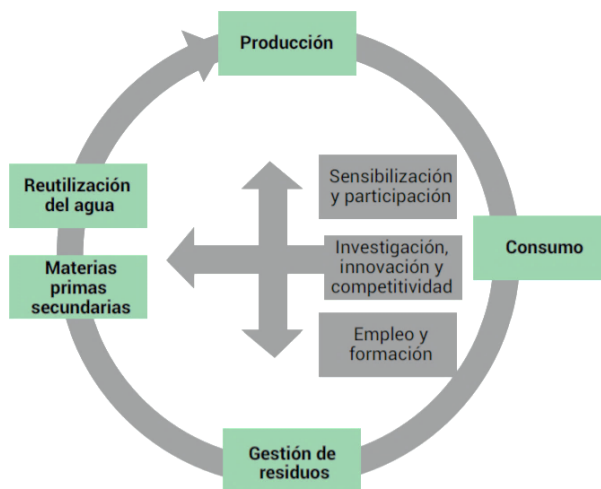 Producción
Sensibilización
y participación
Reutilización
del agua
Investigación,
innovación y
competitividad
Consumo
Materias
primas
secundarias
Empleo y
formación
Gestión de
residuos